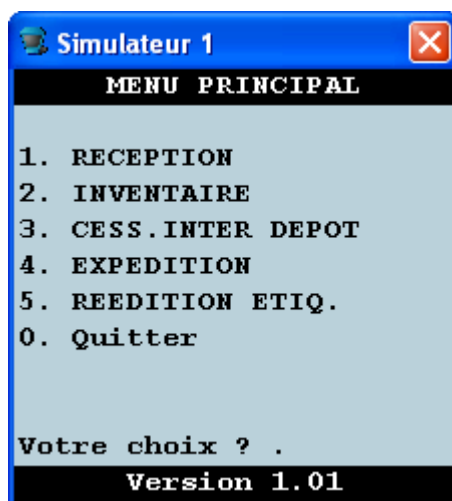 Simulateur 1
MENU PRINCIPAL
1. RECEPTION
2. INVENTAIRE
3. CESS.INTER DEPOT
4. EXPEDITION
5. REEDITION ETIQ.
0. Quitter
Votre choix ? .
Version 1.01